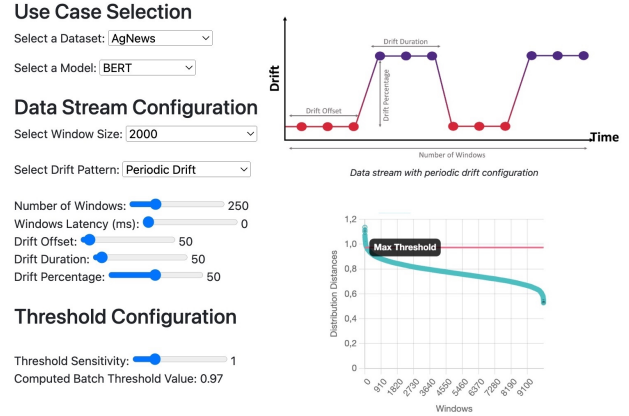 Use Case Selection
Select a Dataset: AgNews
Select a Model: BERT
Data Stream Configuration
Select Window Size: 2000
Select Drift Pattern: Periodic Drift
Number of Windows: 250
Windows Latency (ms): 0
Drift Offset: 50
Drift Duration: 50
Drift Percentage: 50
Threshold Configuration
Threshold Sensitivity: 1
Computed Batch Threshold Value: 0.97
Drift
Drift Duration
Drift Percentage
Drift Offset
Time
Number of Windows
Data stream with periodic drift configuration
Distribution Distances
1,2
1,0
0,8
0,6
0,4
0,2
0
Max Threshold
0 910 1820 2730 3640 4550 5460 6370 7280 8190 9100
Windows